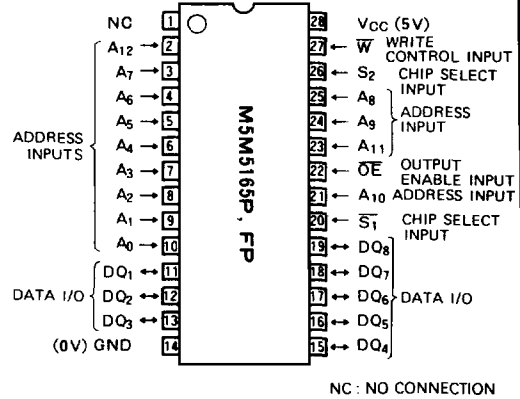 NC 1
A12 → 2
A7 → 3
A6 → 4
A5 → 5
A4 → 6
A3 → 7
A2 → 8
A1 → 9
A0 → 10
ADDRESS
INPUTS
DQ1 ↔ 11
DQ2 ↔ 12
DQ3 ↔ 13
DATA I/O
(0V) GND 14
M5M5165P, FP
28 VCC (5V)
27 ← W̅ WRITE
CONTROL INPUT
26 ← S2 CHIP SELECT
INPUT
25 ← A8
24 ← A9
23 ← A11
ADDRESS
INPUT
22 ← O̅E̅ OUTPUT
ENABLE INPUT
21 ← A10 ADDRESS INPUT
20 ← S̅1̅ CHIP SELECT
INPUT
19 ↔ DQ8
18 ↔ DQ7
17 ↔ DQ6
16 ↔ DQ5
15 ↔ DQ4
DATA I/O
NC : NO CONNECTION